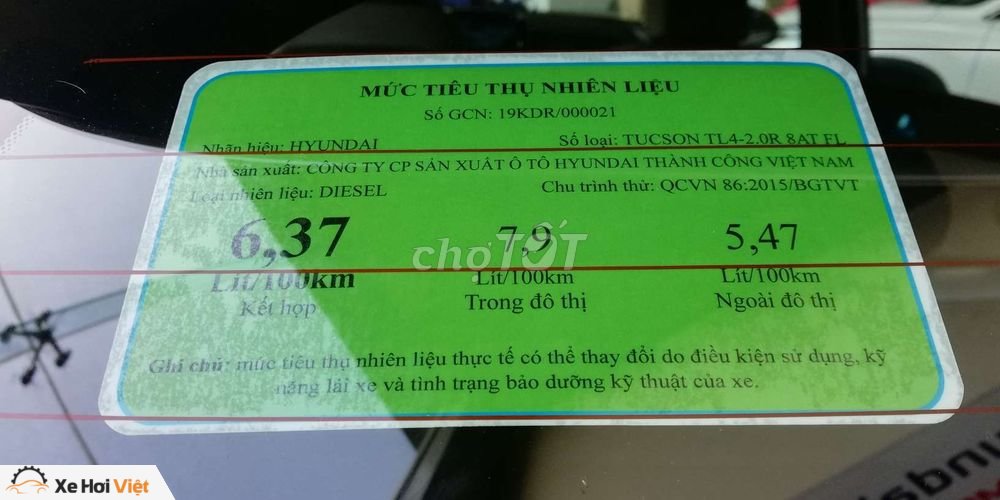 MỨC TIÊU THỤ NHIÊN LIỆU
Số GCN: 19KDR/000021
Nhãn hiệu: HYUNDAI Số loại: TUCSON TL4-2.0R 8AT FL
Nhà sản xuất: CÔNG TY CP SẢN XUẤT Ô TÔ HYUNDAI THÀNH CÔNG VIỆT NAM
Loại nhiên liệu: DIESEL Chu trình thử: QCVN 86:2015/BGTVT
6,37 7,9 5,47
Lít/100km Lít/100km Lít/100km
Kết hợp Trong đô thị Ngoài đô thị
chợTỐT
Ghi chú: mức tiêu thụ nhiên liệu thực tế có thể thay đổi do điều kiện sử dụng, kỹ
năng lái xe và tình trạng bảo dưỡng kỹ thuật của xe.
Xe Hơi Việt